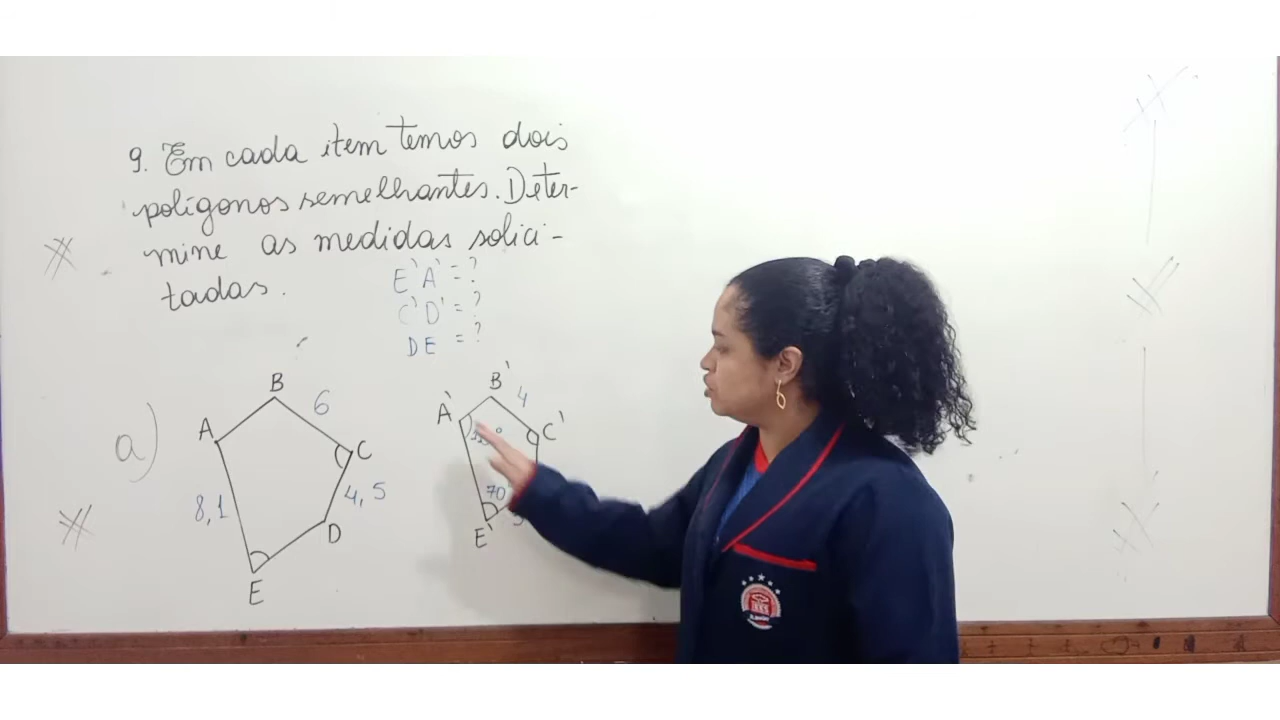 9. Em cada item temos dois
polígonos semelhantes. Deter-
mine as medidas solici-
tadas.
E'A' = ?
C'D' = ?
DE = ?
a)
B
6
A
C
8,1
4,5
D
E
B'
4
A'
C'
70
E'